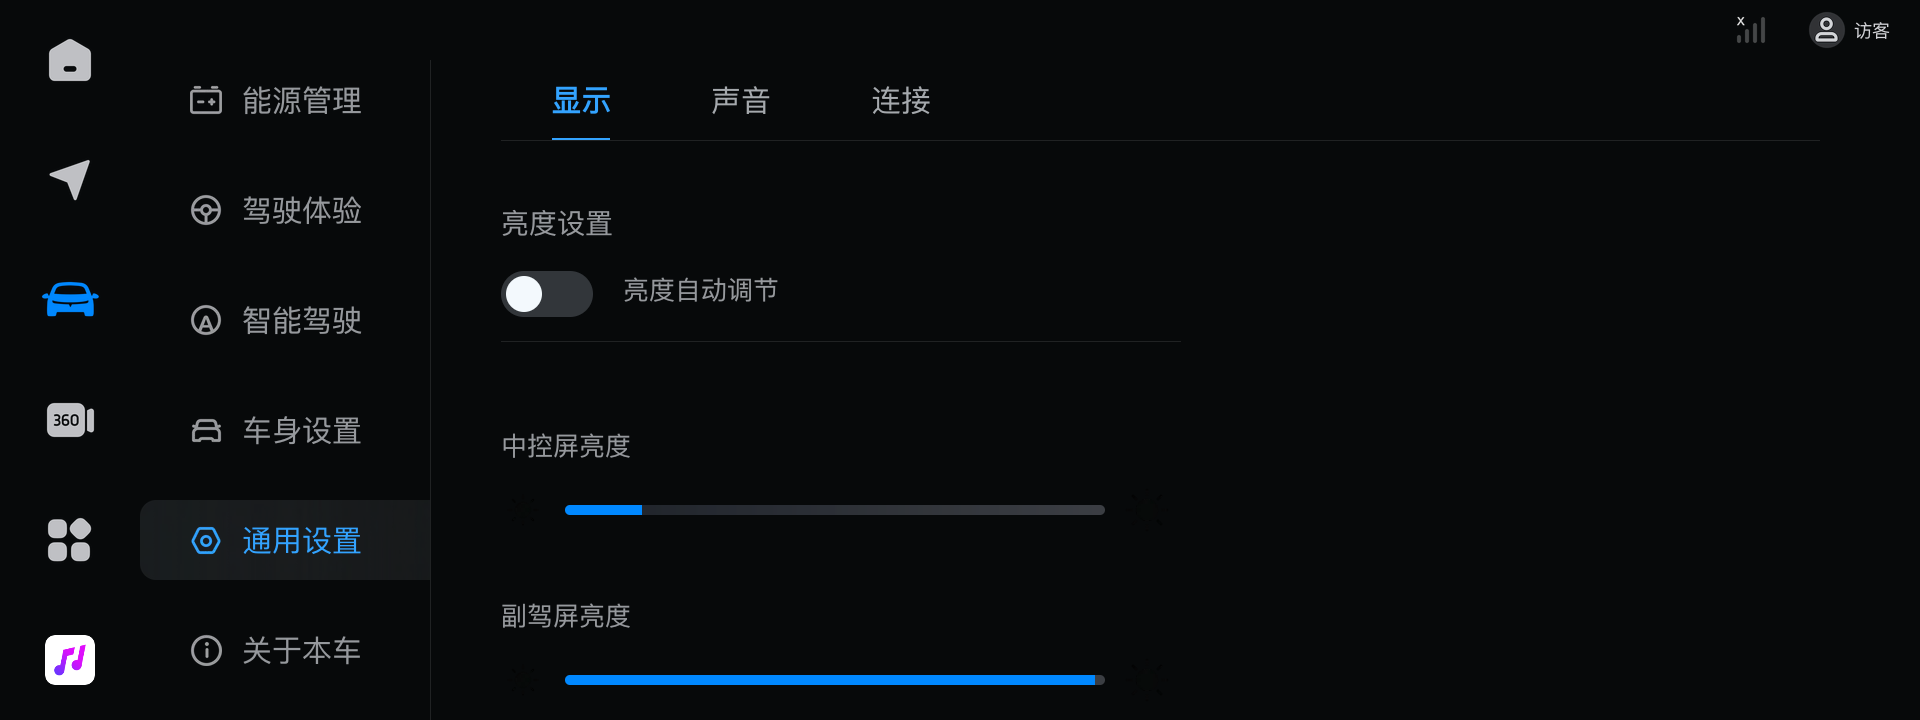 访客
能源管理
驾驶体验
智能驾驶
车身设置
通用设置
关于本车
360
显示 声音 连接
亮度设置
亮度自动调节
中控屏亮度
副驾屏亮度